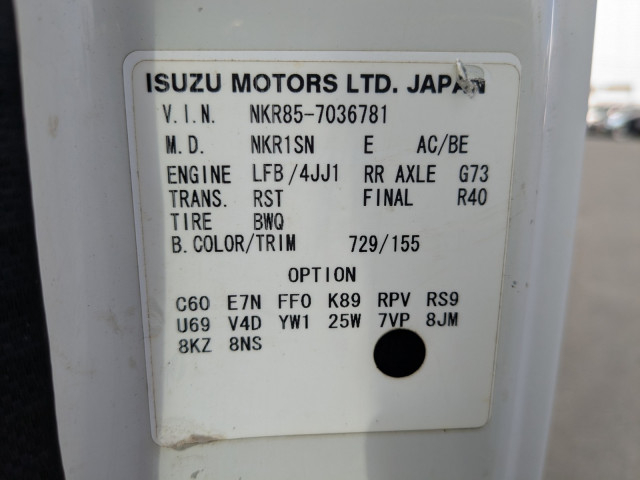 ISUZU MOTORS LTD. JAPAN
V.I.N. NKR85-7036781
M.D. NKR1SN E AC/BE
ENGINE LFB/4JJ1 RR AXLE G73
TRANS. RST FINAL R40
TIRE BWQ
B.COLOR/TRIM 729/155
OPTION
C60 E7N FF0 K89 RPV RS9
U69 V4D YW1 25W 7VP 8JM
8KZ 8NS